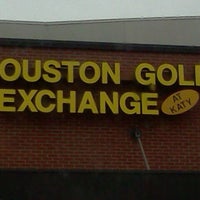 OUSTON GOL
EXCHANGE
AT
KATY